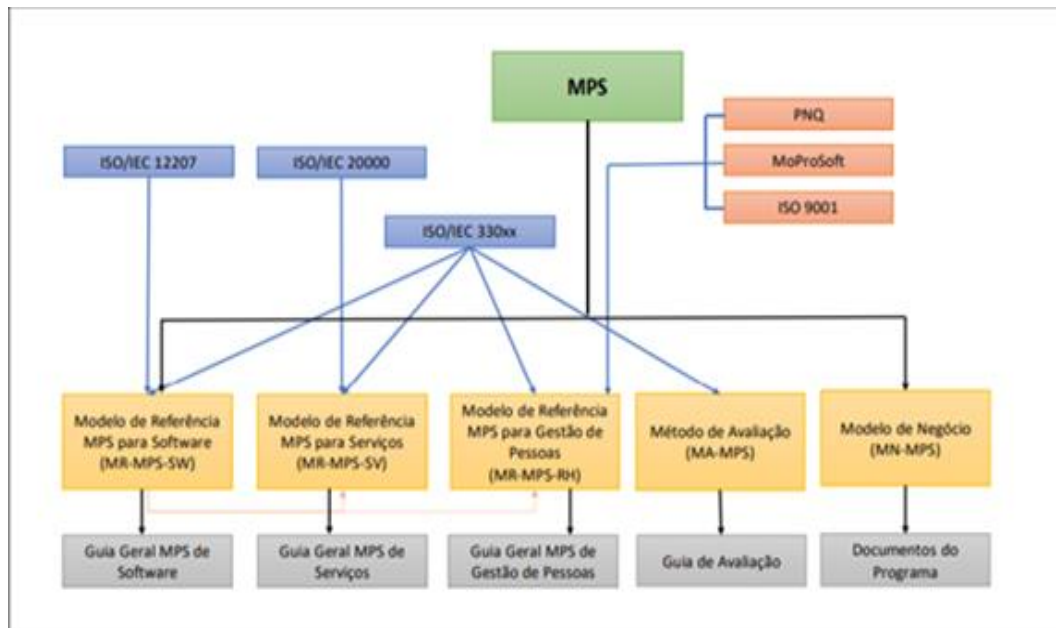 MPS
PNQ
MoProSoft
ISO 9001
ISO/IEC 12207
ISO/IEC 20000
ISO/IEC 330xx
Modelo de Referência
MPS para Software
(MR-MPS-SW)
Modelo de Referência
MPS para Serviços
(MR-MPS-SV)
Modelo de Referência
MPS para Gestão de
Pessoas
(MR-MPS-RH)
Método de Avaliação
(MA-MPS)
Modelo de Negócio
(MN-MPS)
Guia Geral MPS de
Software
Guia Geral MPS de
Serviços
Guia Geral MPS de
Gestão de Pessoas
Guia de Avaliação
Documentos do
Programa